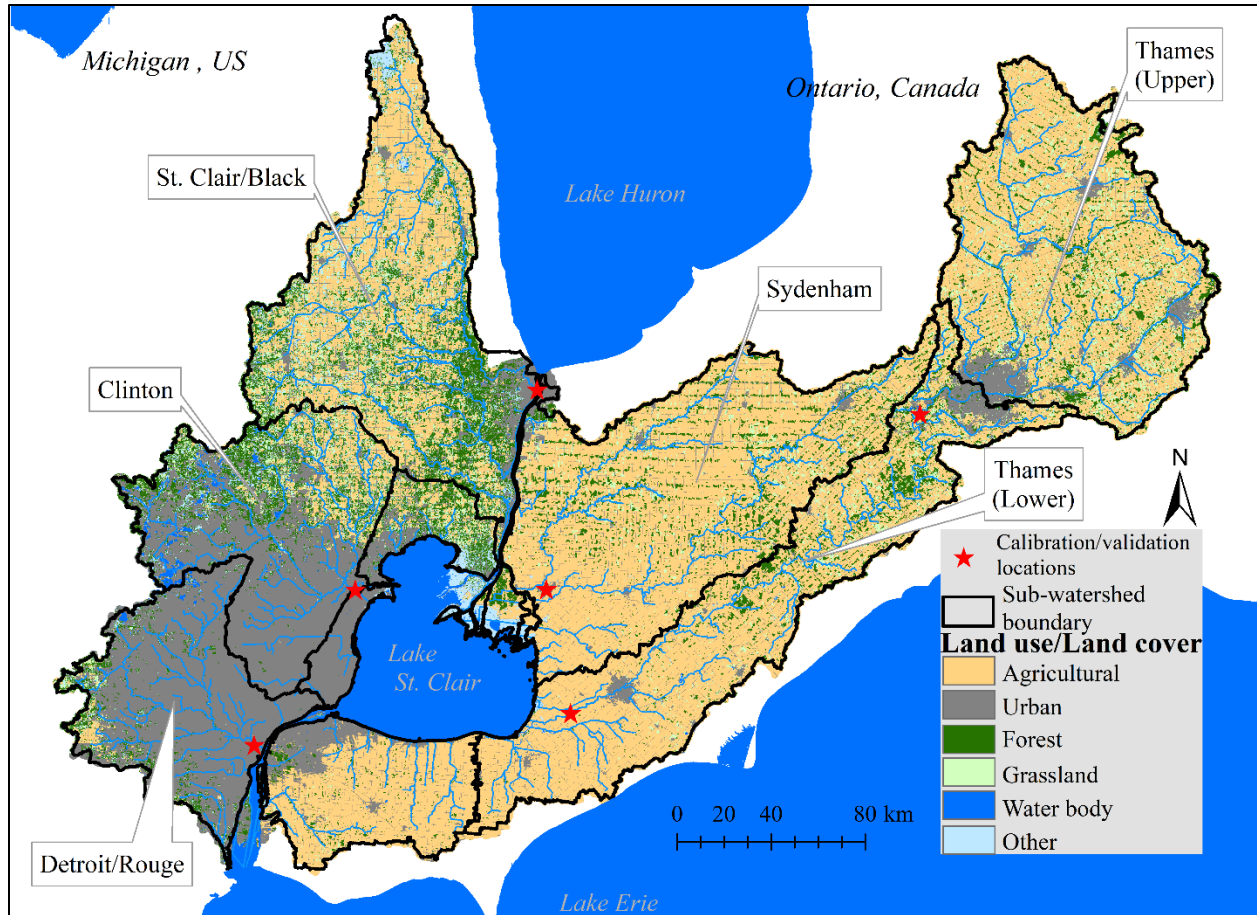 Michigan , US
Ontario, Canada
Thames
(Upper)
St. Clair/Black
Lake Huron
Sydenham
Clinton
Thames
(Lower)
N
Calibration/validation
locations
Sub-watershed
boundary
Land use/Land cover
Agricultural
Urban
Forest
Grassland
Water body
Other
Lake
St. Clair
0 20 40 80 km
Detroit/Rouge
Lake Erie